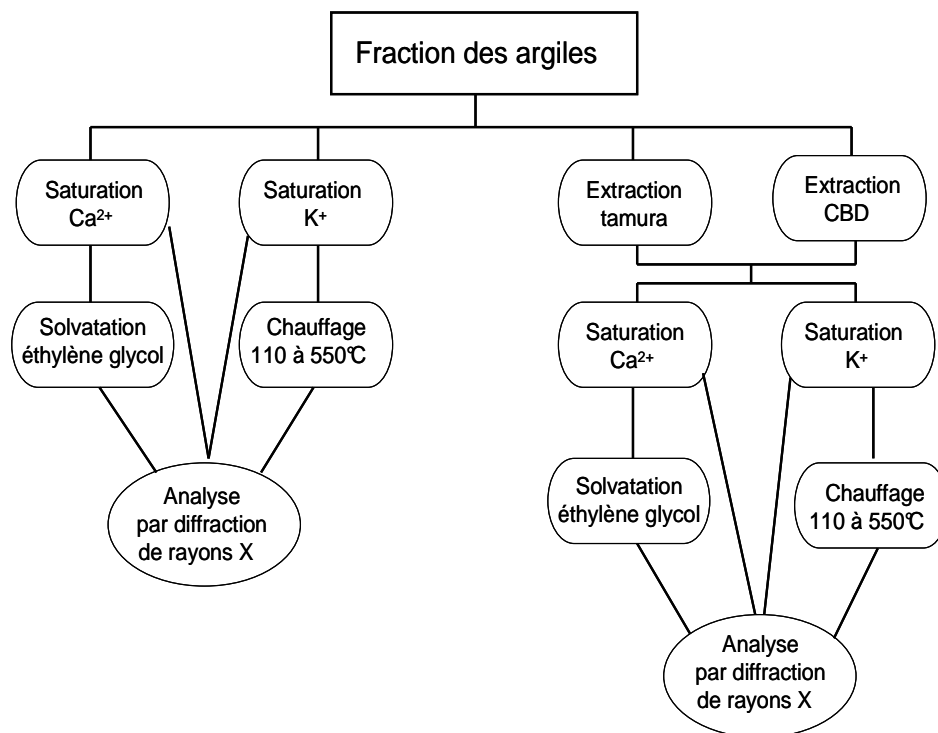 Fraction des argiles
Saturation
Ca²⁺
Saturation
K⁺
Extraction
tamura
Extraction
CBD
Solvatation
éthylène glycol
Chauffage
110 à 550°C
Saturation
Ca²⁺
Saturation
K⁺
Analyse
par diffraction
de rayons X
Solvatation
éthylène glycol
Chauffage
110 à 550°C
Analyse
par diffraction
de rayons X